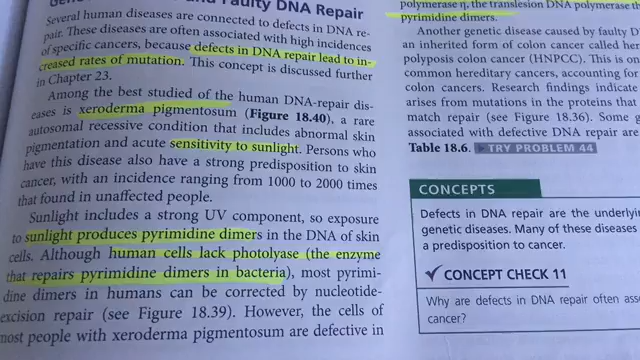 and Faulty DNA Repair
Several human diseases are connected to defects in DNA re-
pair. These diseases are often associated with high incidences
of specific cancers, because defects in DNA repair lead to in-
creased rates of mutation. This concept is discussed further
in Chapter 23.
Among the best studied of the human DNA-repair dis-
eases is xeroderma pigmentosum (Figure 18.40), a rare
autosomal recessive condition that includes abnormal skin
pigmentation and acute sensitivity to sunlight. Persons who
have this disease also have a strong predisposition to skin
cancer, with an incidence ranging from 1000 to 2000 times
that found in unaffected people.
Sunlight includes a strong UV component, so exposure
to sunlight produces pyrimidine dimers in the DNA of skin
cells. Although human cells lack photolyase (the enzyme
that repairs pyrimidine dimers in bacteria), most pyrimi-
dine dimers in humans can be corrected by nucleotide-
excision repair (see Figure 18.39). However, the cells of
most people with xeroderma pigmentosum are defective in
polymerase η, the translesion DNA polymerase th
pyrimidine dimers.
Another genetic disease caused by faulty D
an inherited form of colon cancer called her
polyposis colon cancer (HNPCC). This is on
common hereditary cancers, accounting for
colon cancers. Research findings indicate
arises from mutations in the proteins that
match repair (see Figure 18.36). Some g
associated with defective DNA repair are
Table 18.6. TRY PROBLEM 44
CONCEPTS
Defects in DNA repair are the underlyi
genetic diseases. Many of these diseases
a predisposition to cancer.
✓ CONCEPT CHECK 11
Why are defects in DNA repair often ass
cancer?